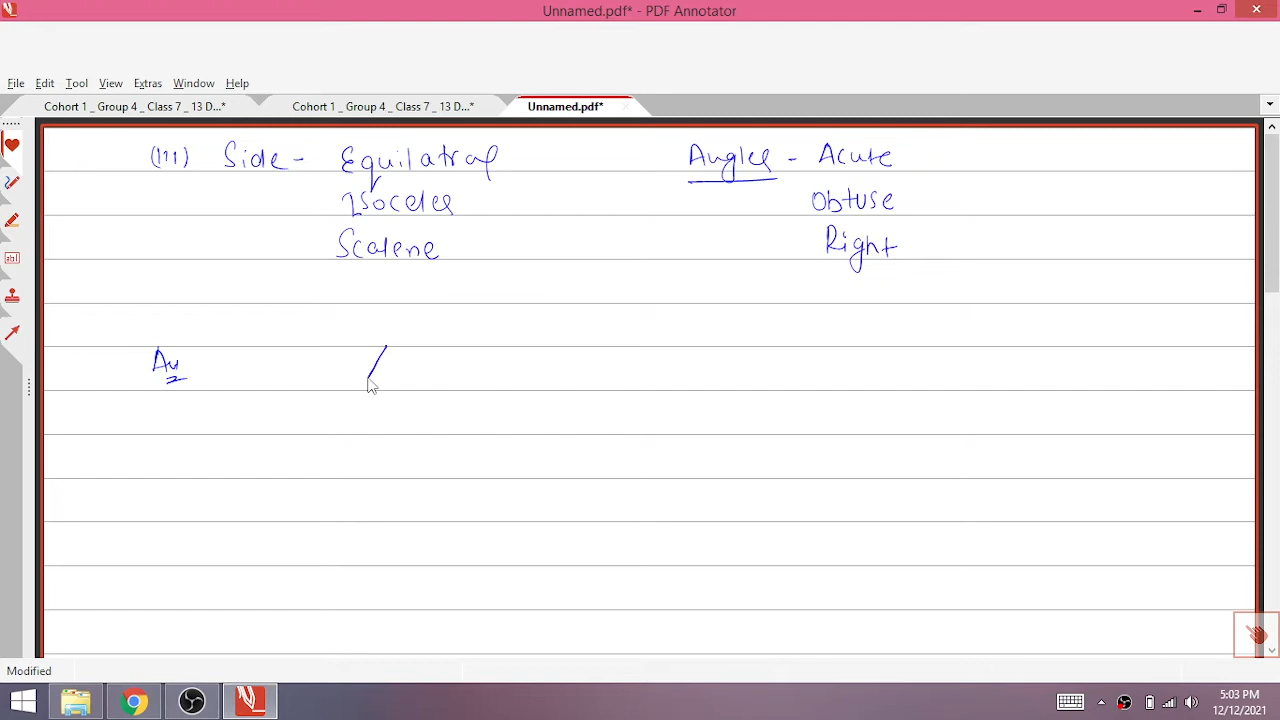 Unnamed.pdf* - PDF Annotator
File Edit Tool View Extras Window Help
Cohort 1 _ Group 4 _ Class 7 _ 13 D...* Cohort 1 _ Group 4 _ Class 7 _ 13 D...* Unnamed.pdf*
(III) Side - Equilatral Angles - Acute
Isoceles Obtuse
Scalene Right
Modified
5:03 PM
12/12/2021